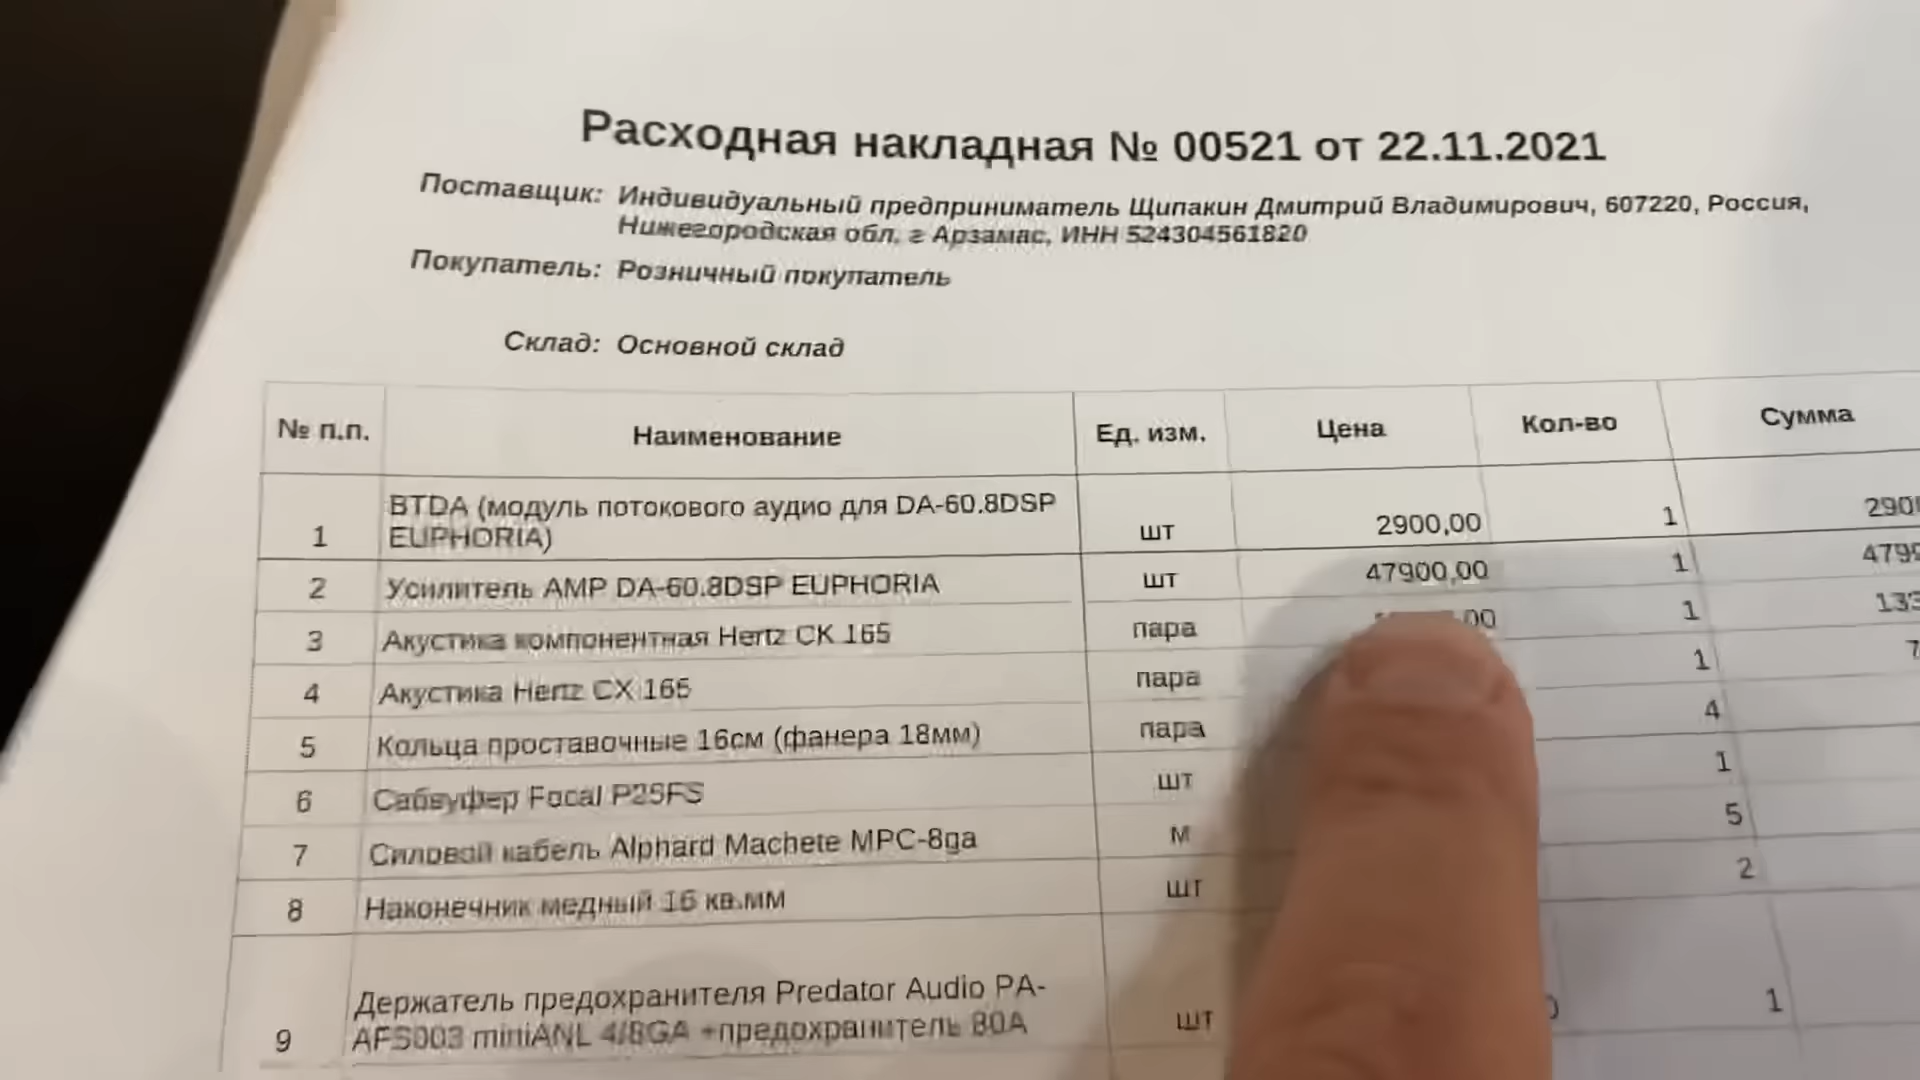 Расходная накладная № 00521 от 22.11.2021
Поставщик: Индивидуальный предприниматель Щипакин Дмитрий Владимирович, 607220, Россия,
Нижегородская обл, г Арзамас, ИНН 524304561820
Покупатель: Розничный покупатель
Склад: Основной склад
№ п.п. Наименование Ед. изм. Цена Кол-во Сумма
BTDA (модуль потокового аудио для DA-60.8DSP
1 EUPHORIA) шт 2900,00 1
2 Усилитель AMP DA-60.8DSP EUPHORIA шт 47900,00 1
3 Акустика компонентная Hertz CK 165 пара 1
4 Акустика Hertz CX 165 пара 1
5 Кольца проставочные 16см (фанера 18мм) пара 4
6 Сабвуфер Focal P25FS шт 1
7 Силовой кабель Alphard Machete MPC-8ga м 5
8 Наконечник медный 16 кв.мм шт 2
Держатель предохранителя Predator Audio PA-
9 AFS003 miniANL 4/8GA +предохранитель 80A шт 1